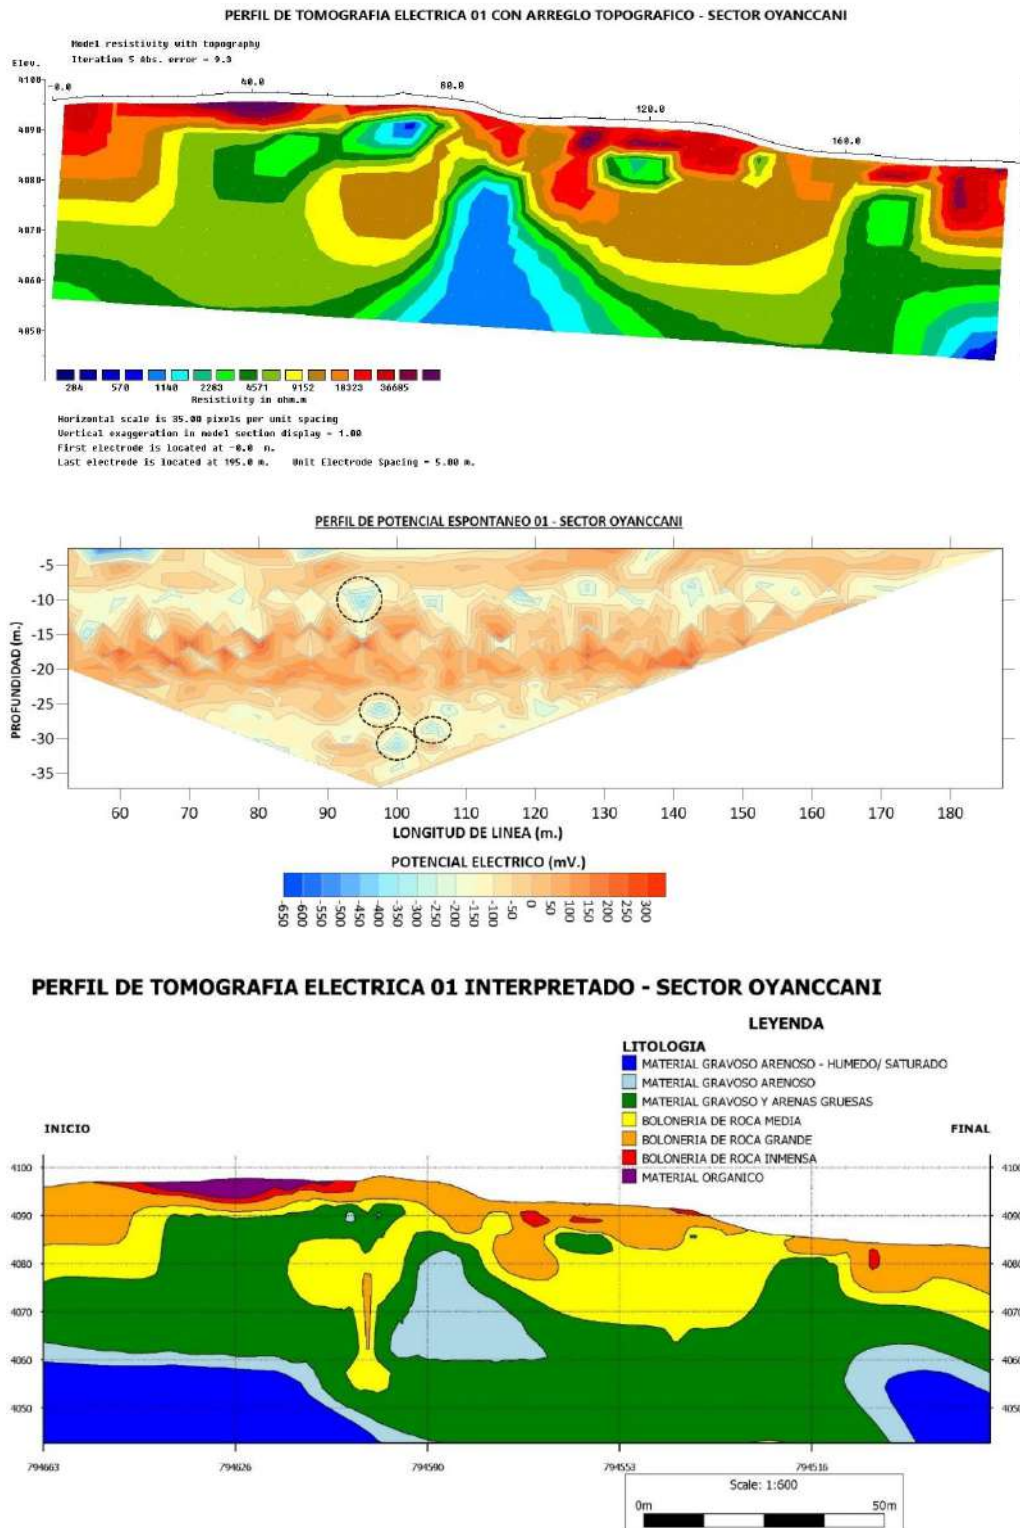 PERFIL DE TOMOGRAFIA ELECTRICA 01 CON ARREGLO TOPOGRAFICO - SECTOR OYANCCANI
Model resistivity with topography
Iteration 5 Abs. error = 9.3
Elev.
4100
4090
4080
4070
4060
4050
-0.0
40.0
80.0
120.0
160.0
284 570 1140 2283 4571 9152 18323 36685
Resistivity in ohm.m
Horizontal scale is 35.00 pixels per unit spacing
Vertical exaggeration in model section display = 1.00
First electrode is located at -0.0 m.
Last electrode is located at 195.0 m. Unit Electrode Spacing = 5.00 m.
PERFIL DE POTENCIAL ESPONTANEO 01 - SECTOR OYANCCANI
PROFUNDIDAD (m.)
-5
-10
-15
-20
-25
-30
-35
60 70 80 90 100 110 120 130 140 150 160 170 180
LONGITUD DE LINEA (m.)
POTENCIAL ELECTRICO (mV.)
-650 -600 -550 -500 -450 -400 -350 -300 -250 -200 -150 -100 -50 0 50 100 150 200 250 300
PERFIL DE TOMOGRAFIA ELECTRICA 01 INTERPRETADO - SECTOR OYANCCANI
LEYENDA
LITOLOGIA
MATERIAL GRAVOSO ARENOSO - HUMEDO/ SATURADO
MATERIAL GRAVOSO ARENOSO
MATERIAL GRAVOSO Y ARENAS GRUESAS
BOLONERIA DE ROCA MEDIA
BOLONERIA DE ROCA GRANDE
BOLONERIA DE ROCA INMENSA
MATERIAL ORGANICO
INICIO
FINAL
4100 4100
4090 4090
4080 4080
4070 4070
4060 4060
4050 4050
794663 794626 794590 794553 794516
Scale: 1:600
0m 50m